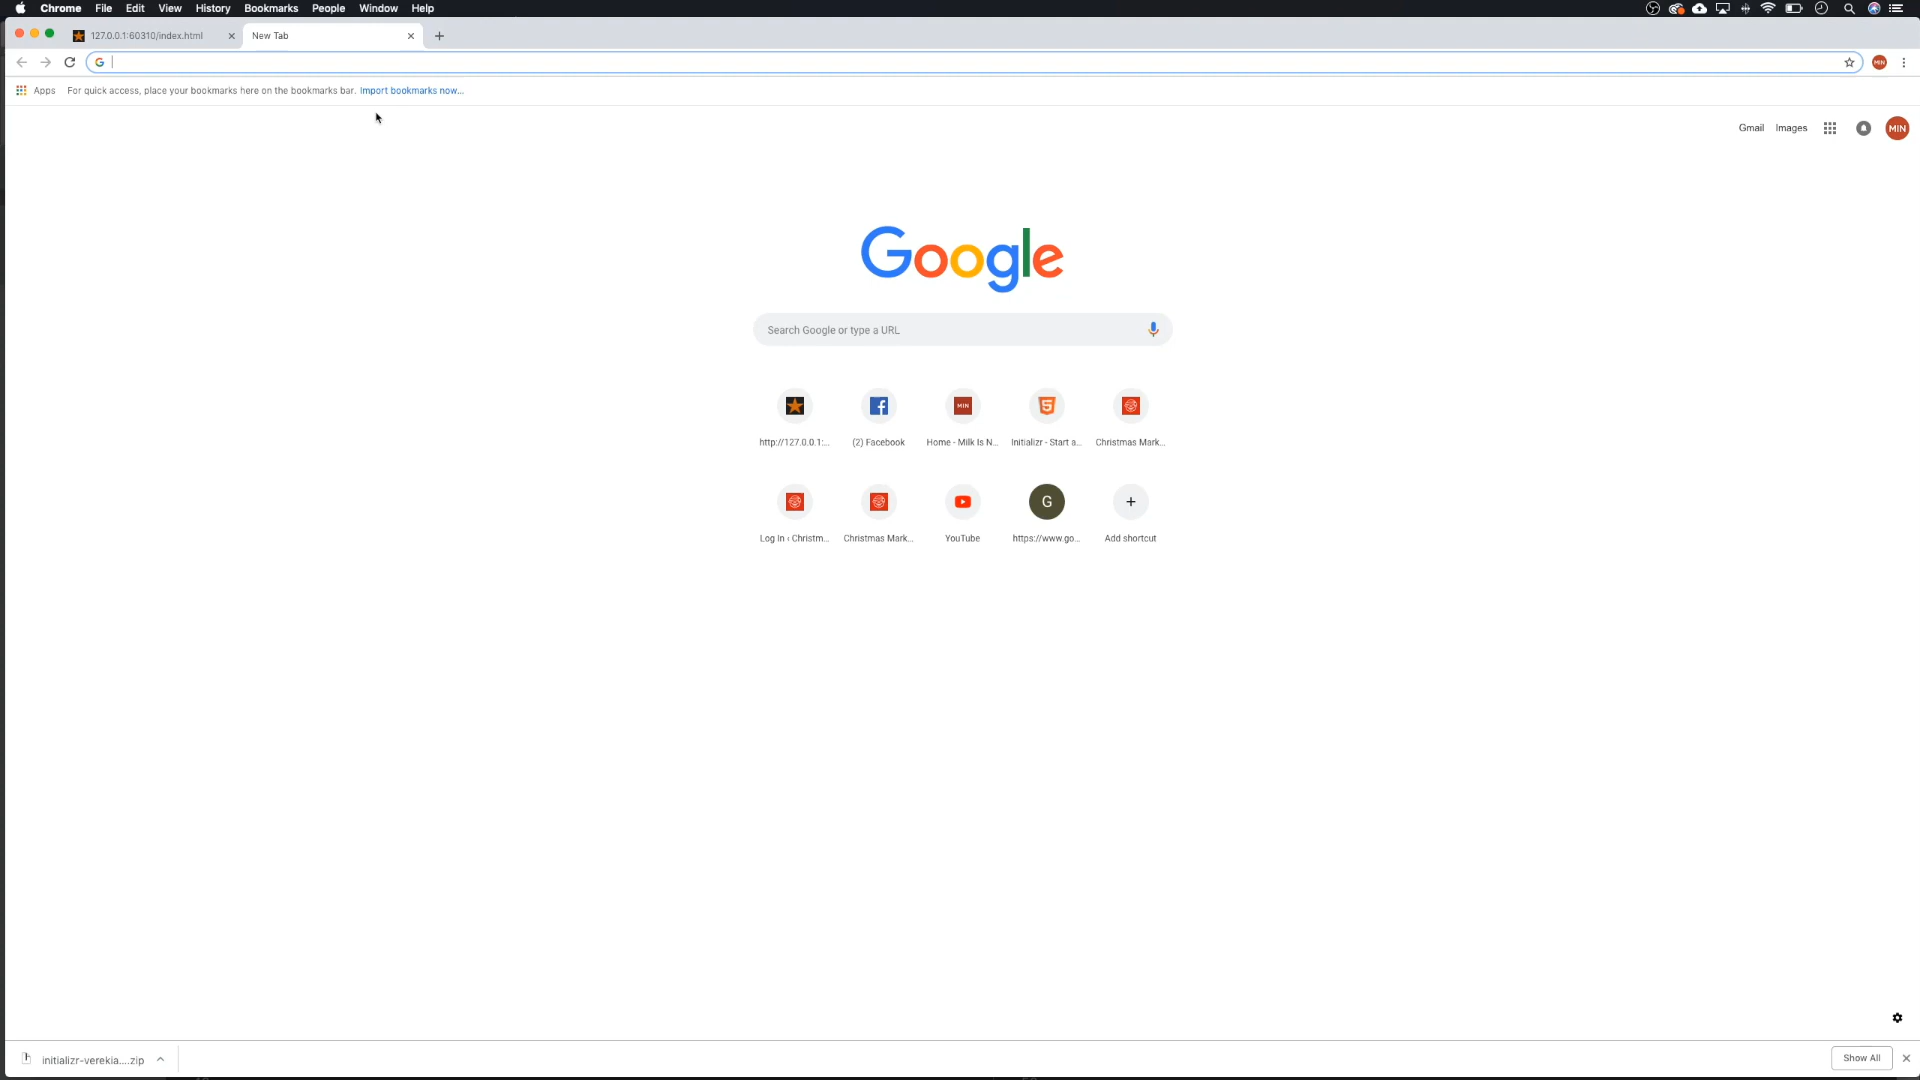 Chrome File Edit View History Bookmarks People Window Help
127.0.0.1:60310/index.html New Tab
Apps For quick access, place your bookmarks here on the bookmarks bar. Import bookmarks now...
MIN
Gmail Images MIN
Google
Search Google or type a URL
MIN
http://127.0.0.1:... (2) Facebook Home - Milk Is N... Initializr - Start a... Christmas Mark...
G
Log In ‹ Christm... Christmas Mark... YouTube https://www.go... Add shortcut
initializr-verekia....zip Show All